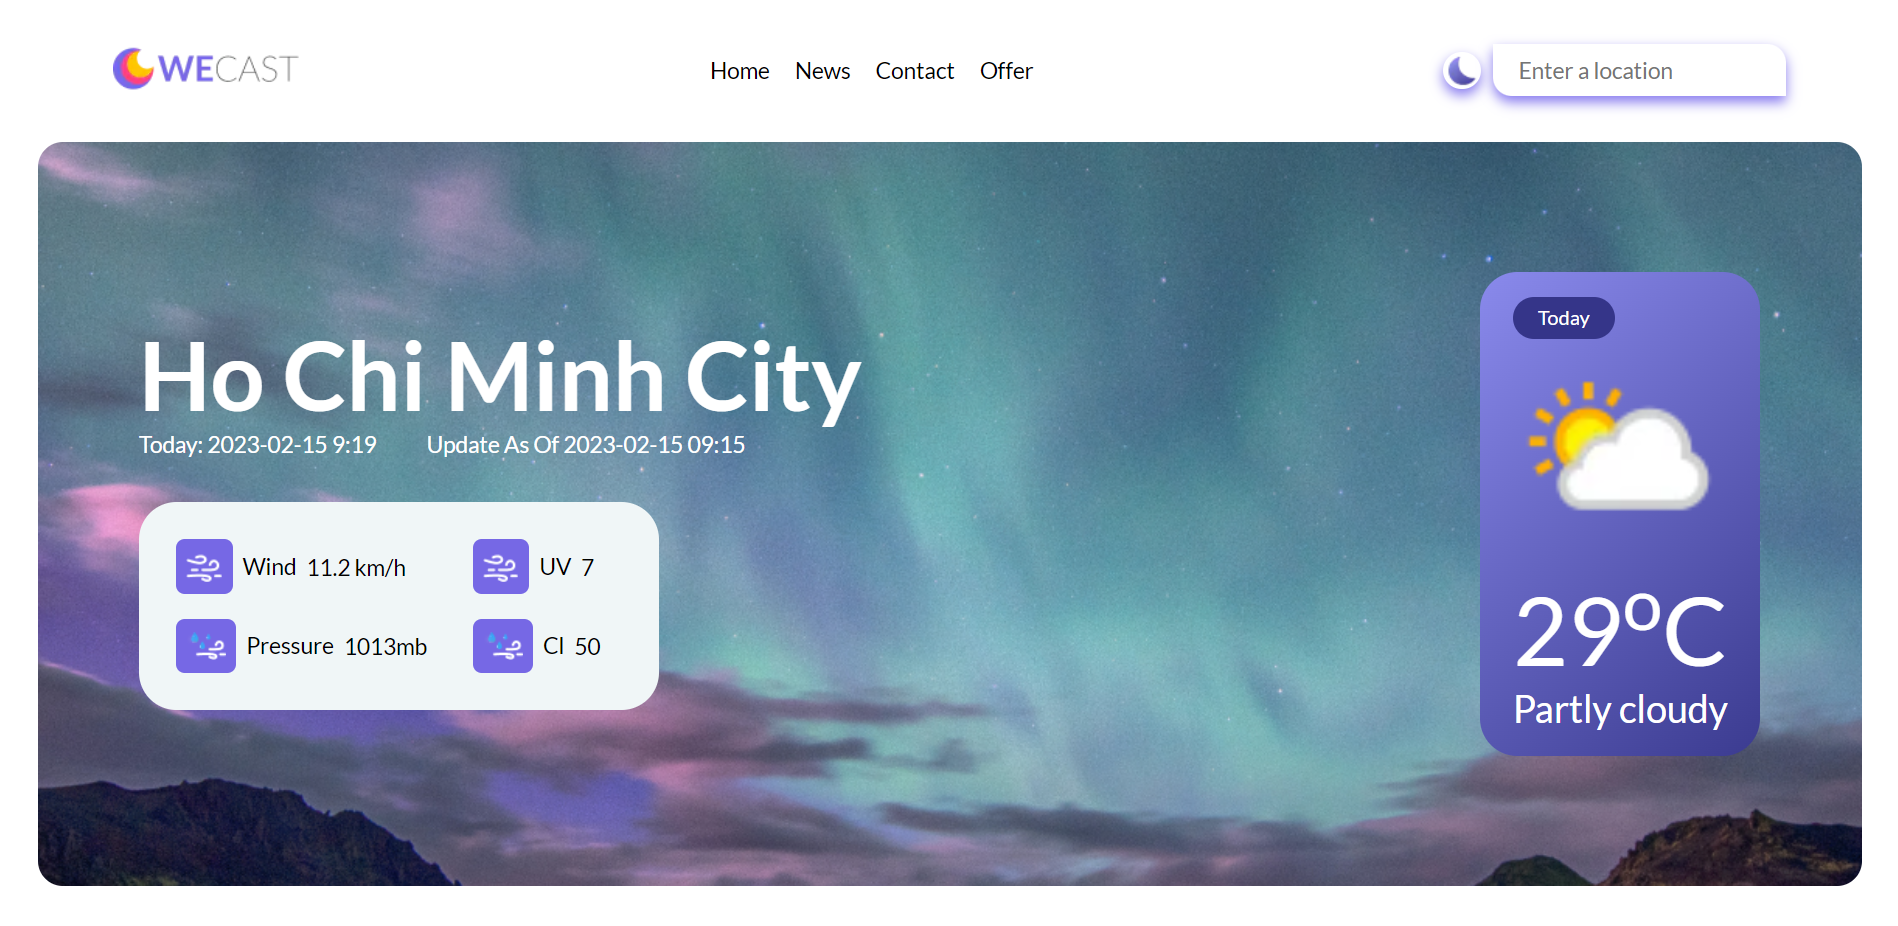 WECAST
Home News Contact Offer
Enter a location
Ho Chi Minh City
Today: 2023-02-15 9:19 Update As Of 2023-02-15 09:15
Wind 11.2 km/h UV 7
Pressure 1013mb Cl 50
Today
29°C
Partly cloudy